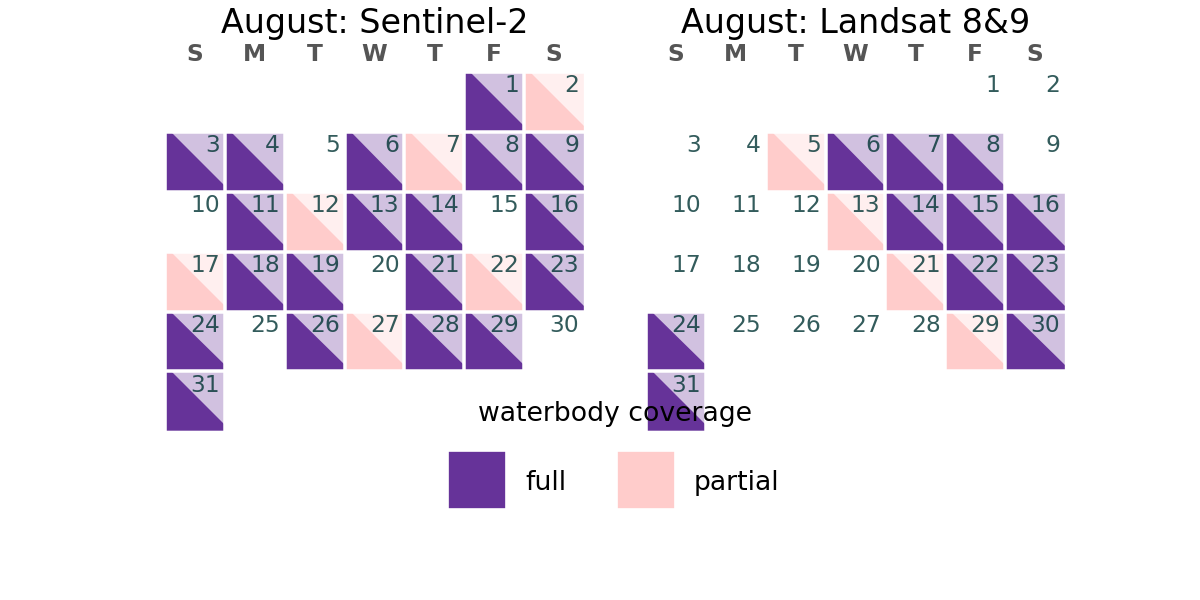 August: Sentinel-2
S M T W T F S
1 2
3 4 5 6 7 8 9
10 11 12 13 14 15 16
17 18 19 20 21 22 23
24 25 26 27 28 29 30
31
August: Landsat 8&9
S M T W T F S
1 2
3 4 5 6 7 8 9
10 11 12 13 14 15 16
17 18 19 20 21 22 23
24 25 26 27 28 29 30
31
waterbody coverage
full partial